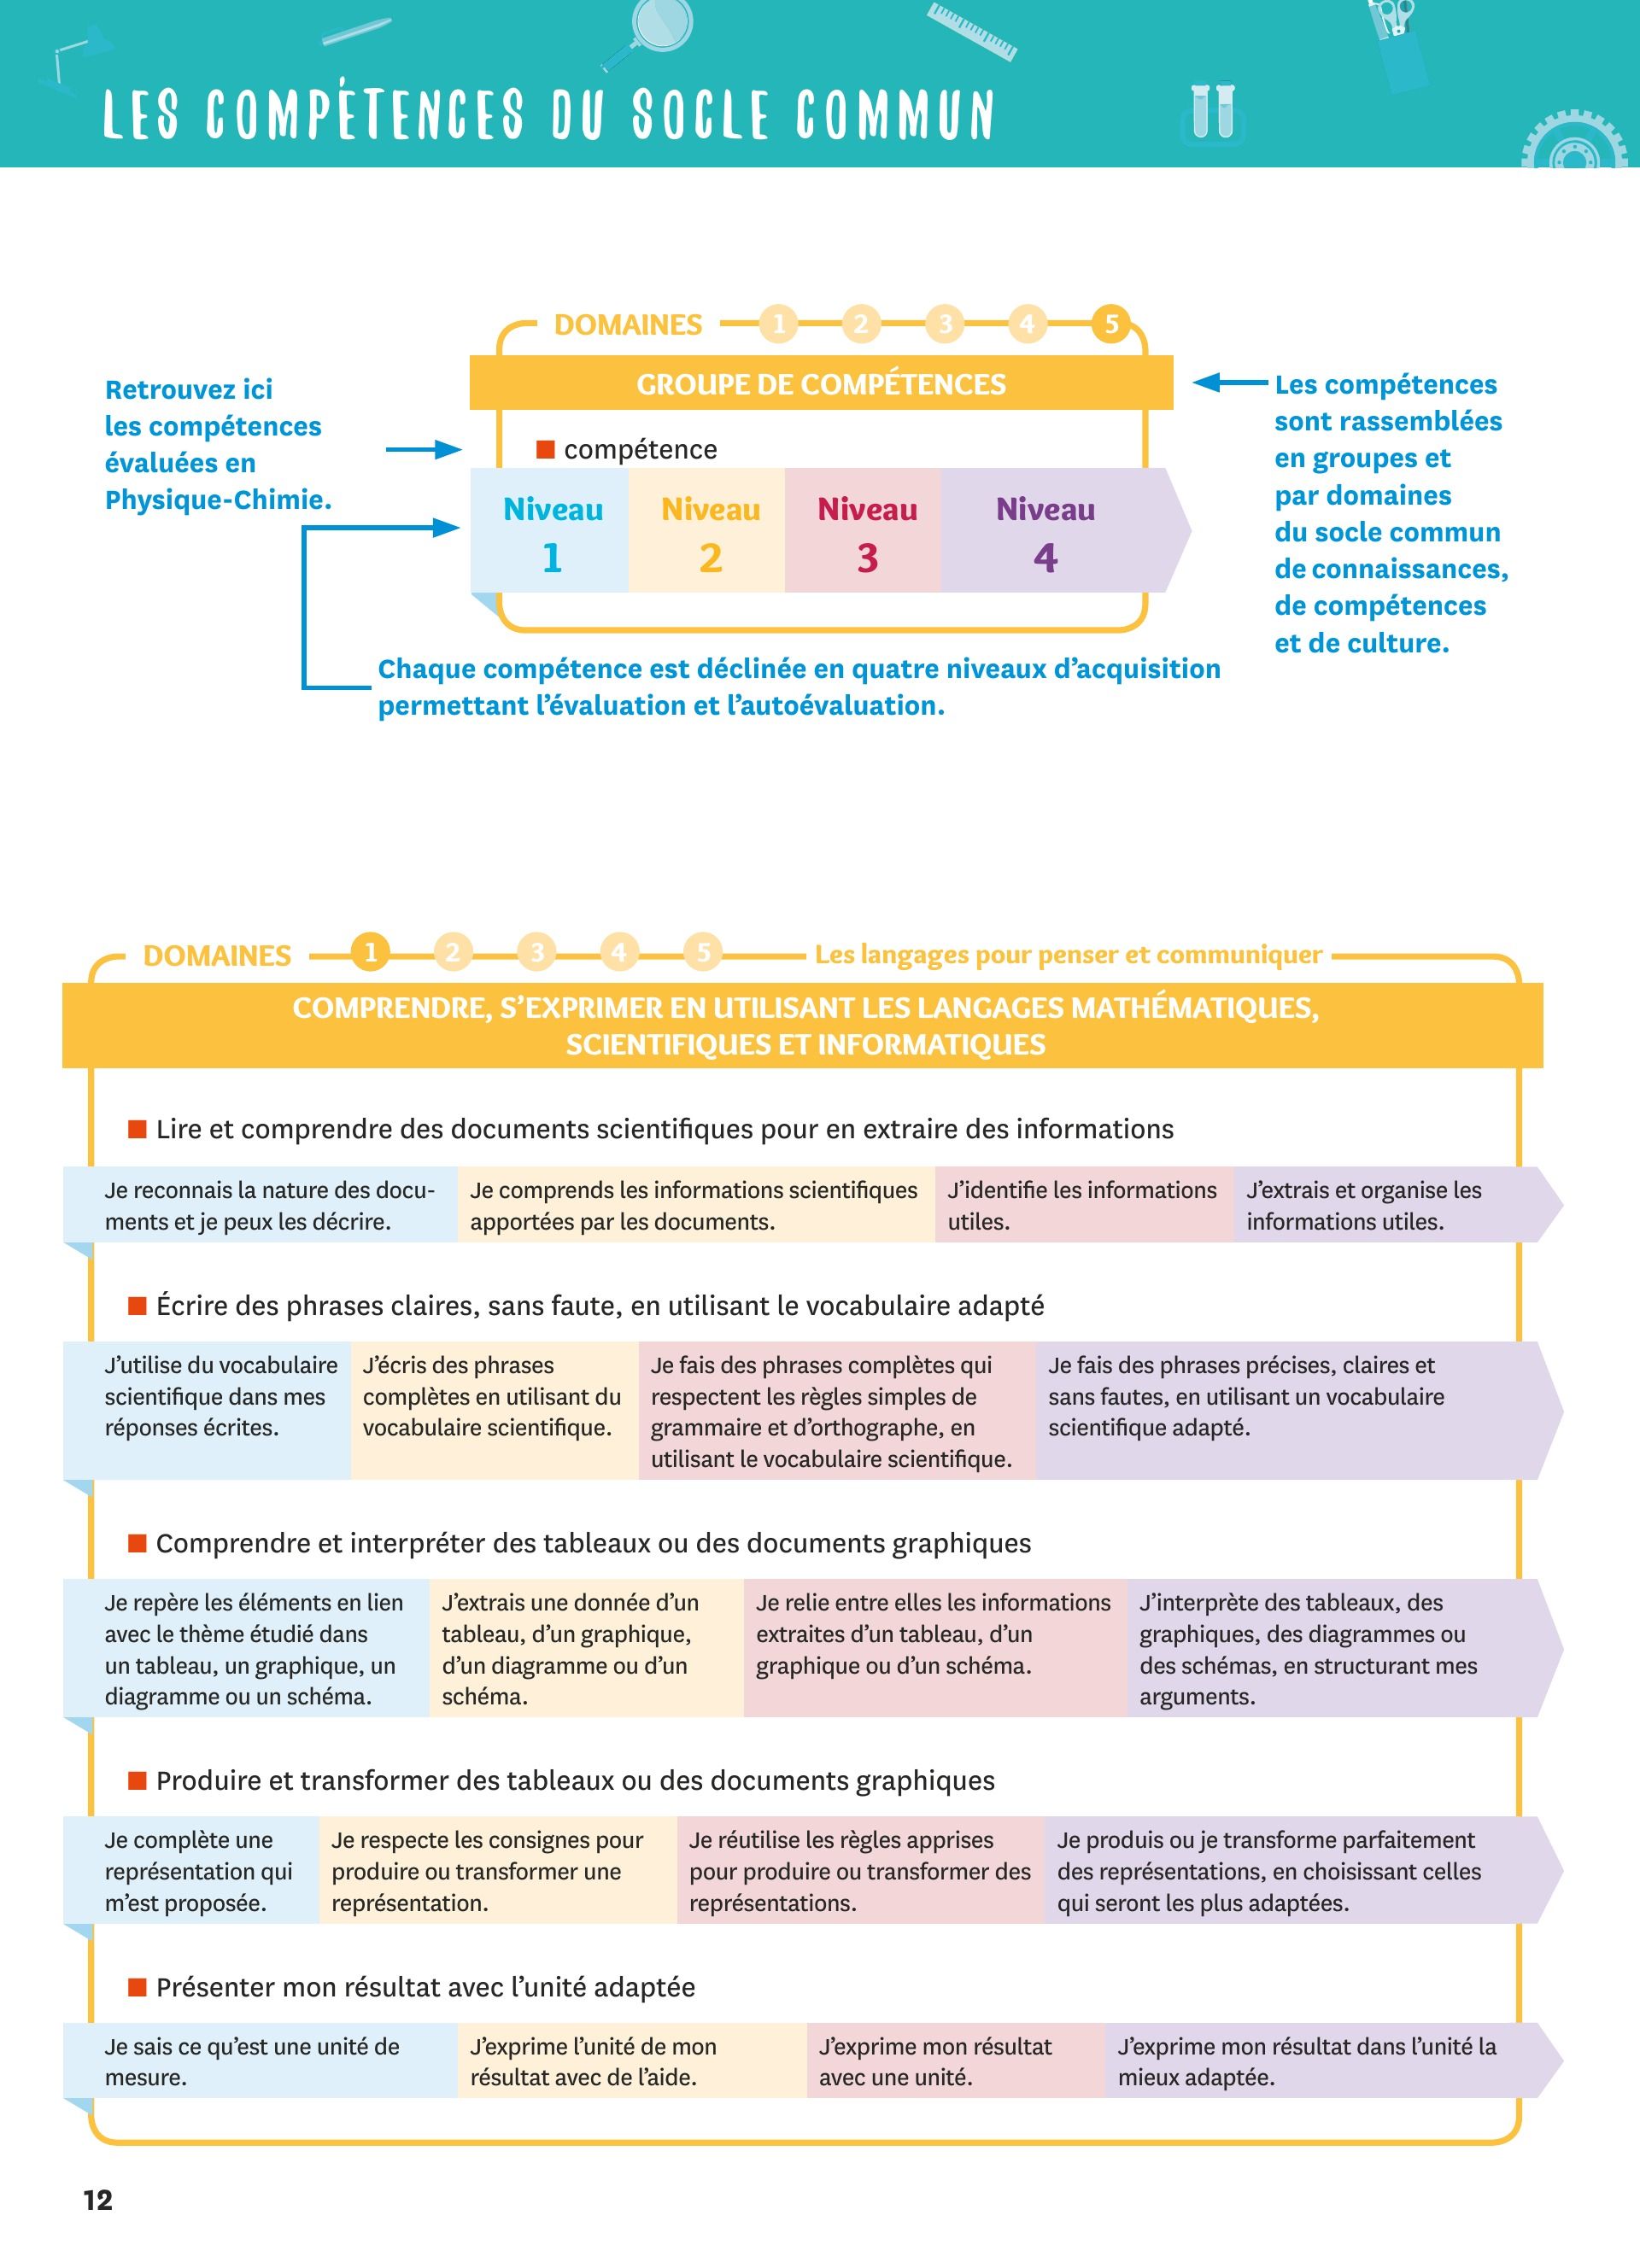 LES COMPÉTENCES DU SOCLE COMMUN
DOMAINES 1 2 3 4 5
GROUPE DE COMPÉTENCES
Retrouvez ici
les compétences
évaluées en
Physique-Chimie.
compétence
Niveau
1
Niveau
2
Niveau
3
Niveau
4
Les compétences
sont rassemblées
en groupes et
par domaines
du socle commun
de connaissances,
de compétences
et de culture.
Chaque compétence est déclinée en quatre niveaux d’acquisition
permettant l’évaluation et l’autoévaluation.
DOMAINES 1 2 3 4 5 Les langages pour penser et communiquer
COMPRENDRE, S’EXPRIMER EN UTILISANT LES LANGAGES MATHÉMATIQUES,
SCIENTIFIQUES ET INFORMATIQUES
Lire et comprendre des documents scientifiques pour en extraire des informations
Je reconnais la nature des docu-
ments et je peux les décrire.
Je comprends les informations scientifiques
apportées par les documents.
J’identifie les informations
utiles.
J’extrais et organise les
informations utiles.
Écrire des phrases claires, sans faute, en utilisant le vocabulaire adapté
J’utilise du vocabulaire
scientifique dans mes
réponses écrites.
J’écris des phrases
complètes en utilisant du
vocabulaire scientifique.
Je fais des phrases complètes qui
respectent les règles simples de
grammaire et d’orthographe, en
utilisant le vocabulaire scientifique.
Je fais des phrases précises, claires et
sans fautes, en utilisant un vocabulaire
scientifique adapté.
Comprendre et interpréter des tableaux ou des documents graphiques
Je repère les éléments en lien
avec le thème étudié dans
un tableau, un graphique, un
diagramme ou un schéma.
J’extrais une donnée d’un
tableau, d’un graphique,
d’un diagramme ou d’un
schéma.
Je relie entre elles les informations
extraites d’un tableau, d’un
graphique ou d’un schéma.
J’interprète des tableaux, des
graphiques, des diagrammes ou
des schémas, en structurant mes
arguments.
Produire et transformer des tableaux ou des documents graphiques
Je complète une
représentation qui
m’est proposée.
Je respecte les consignes pour
produire ou transformer une
représentation.
Je réutilise les règles apprises
pour produire ou transformer des
représentations.
Je produis ou je transforme parfaitement
des représentations, en choisissant celles
qui seront les plus adaptées.
Présenter mon résultat avec l’unité adaptée
Je sais ce qu’est une unité de
mesure.
J’exprime l’unité de mon
résultat avec de l’aide.
J’exprime mon résultat
avec une unité.
J’exprime mon résultat dans l’unité la
mieux adaptée.
12